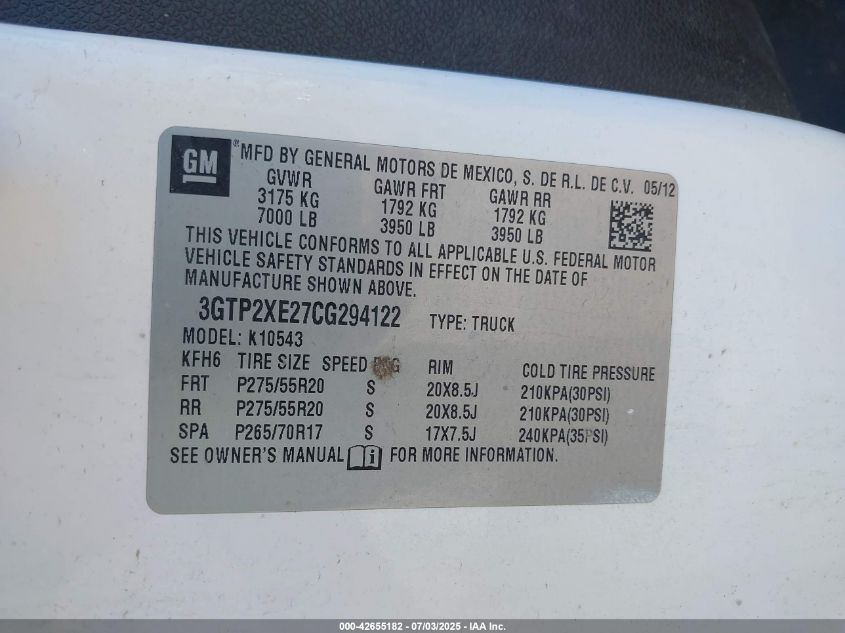 GM
®MFD BY GENERAL MOTORS DE MEXICO, S. DE R.L. DE C.V. 05/12
GVWR GAWR FRT GAWR RR
3175 KG 1792 KG 1792 KG
7000 LB 3950 LB 3950 LB
THIS VEHICLE CONFORMS TO ALL APPLICABLE U.S. FEDERAL MOTOR
VEHICLE SAFETY STANDARDS IN EFFECT ON THE DATE OF
MANUFACTURE SHOWN ABOVE.
3GTP2XE27CG294122 TYPE: TRUCK
MODEL: K10543
KFH6 TIRE SIZE SPEED RIM COLD TIRE PRESSURE
FRT P275/55R20 S 20X8.5J 210KPA(30PSI)
RR P275/55R20 S 20X8.5J 210KPA(30PSI)
SPA P265/70R17 S 17X7.5J 240KPA(35PSI)
SEE OWNER'S MANUAL FOR MORE INFORMATION.
000-42655182 - 07/03/2025 - IAA Inc.